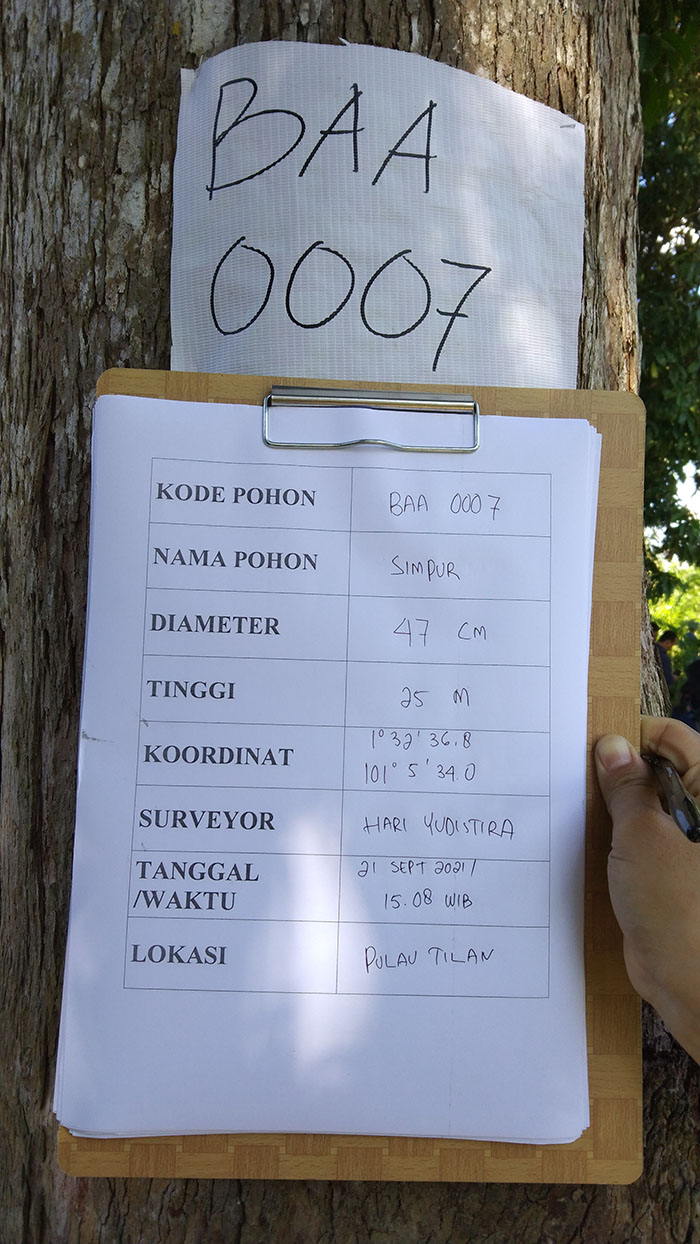 BAA
0007
KODE POHON BAA 0007
NAMA POHON SIMPUR
DIAMETER 47 CM
TINGGI 25 M
KOORDINAT 1° 32' 36.8
101° 5' 34.0
SURVEYOR HARI YUDISTIRA
TANGGAL 21 SEPT 2021/
/WAKTU 15.08 WIB
LOKASI PULAU TILAN